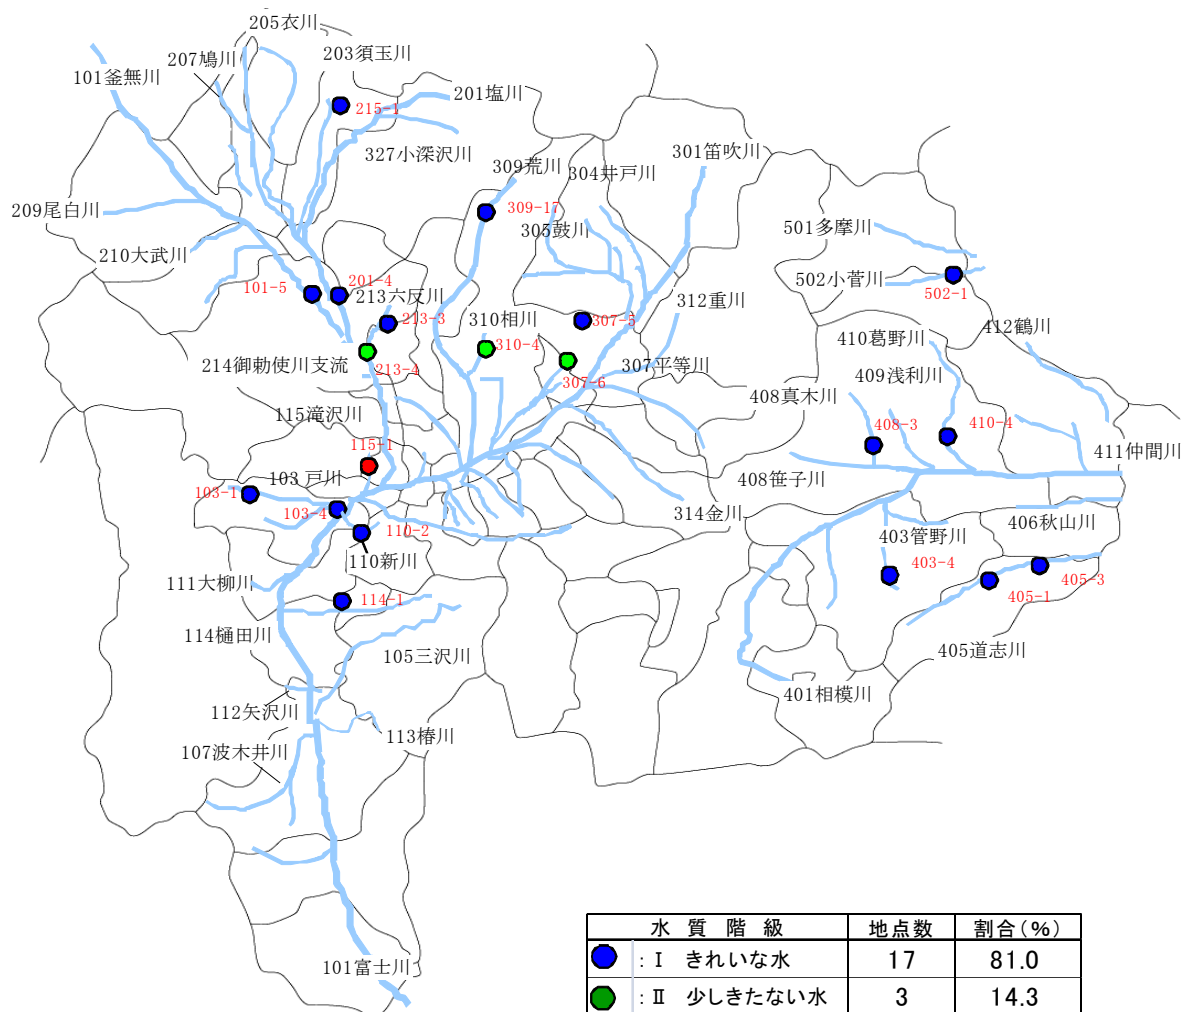 205衣川
207鳩川
203須玉川
101釜無川
201塩川
215-1
327小深沢川
309荒川
304井戸川
301笛吹川
209尾白川
309-17
305鼓川
501多摩川
210大武川
502小菅川
101-5
201-4
213六反川
502-1
213-3
310相川
307-5
312重川
412鶴川
410葛野川
214御勅使川支流
213-4
310-4
307-6
307平等川
409浅利川
408真木川
115滝沢川
408-3
410-4
115-1
411仲間川
103戸川
408笹子川
103-1
103-4
314金川
406秋山川
110-2
403菅野川
110新川
403-4
405-3
111大柳川
405-1
114-1
114樋田川
105三沢川
405道志川
401相模川
112矢沢川
113椿川
107波木井川
101富士川
水 質 階 級 地点数 割合(%)
:Ⅰ きれいな水 17 81.0
:Ⅱ 少しきたない水 3 14.3